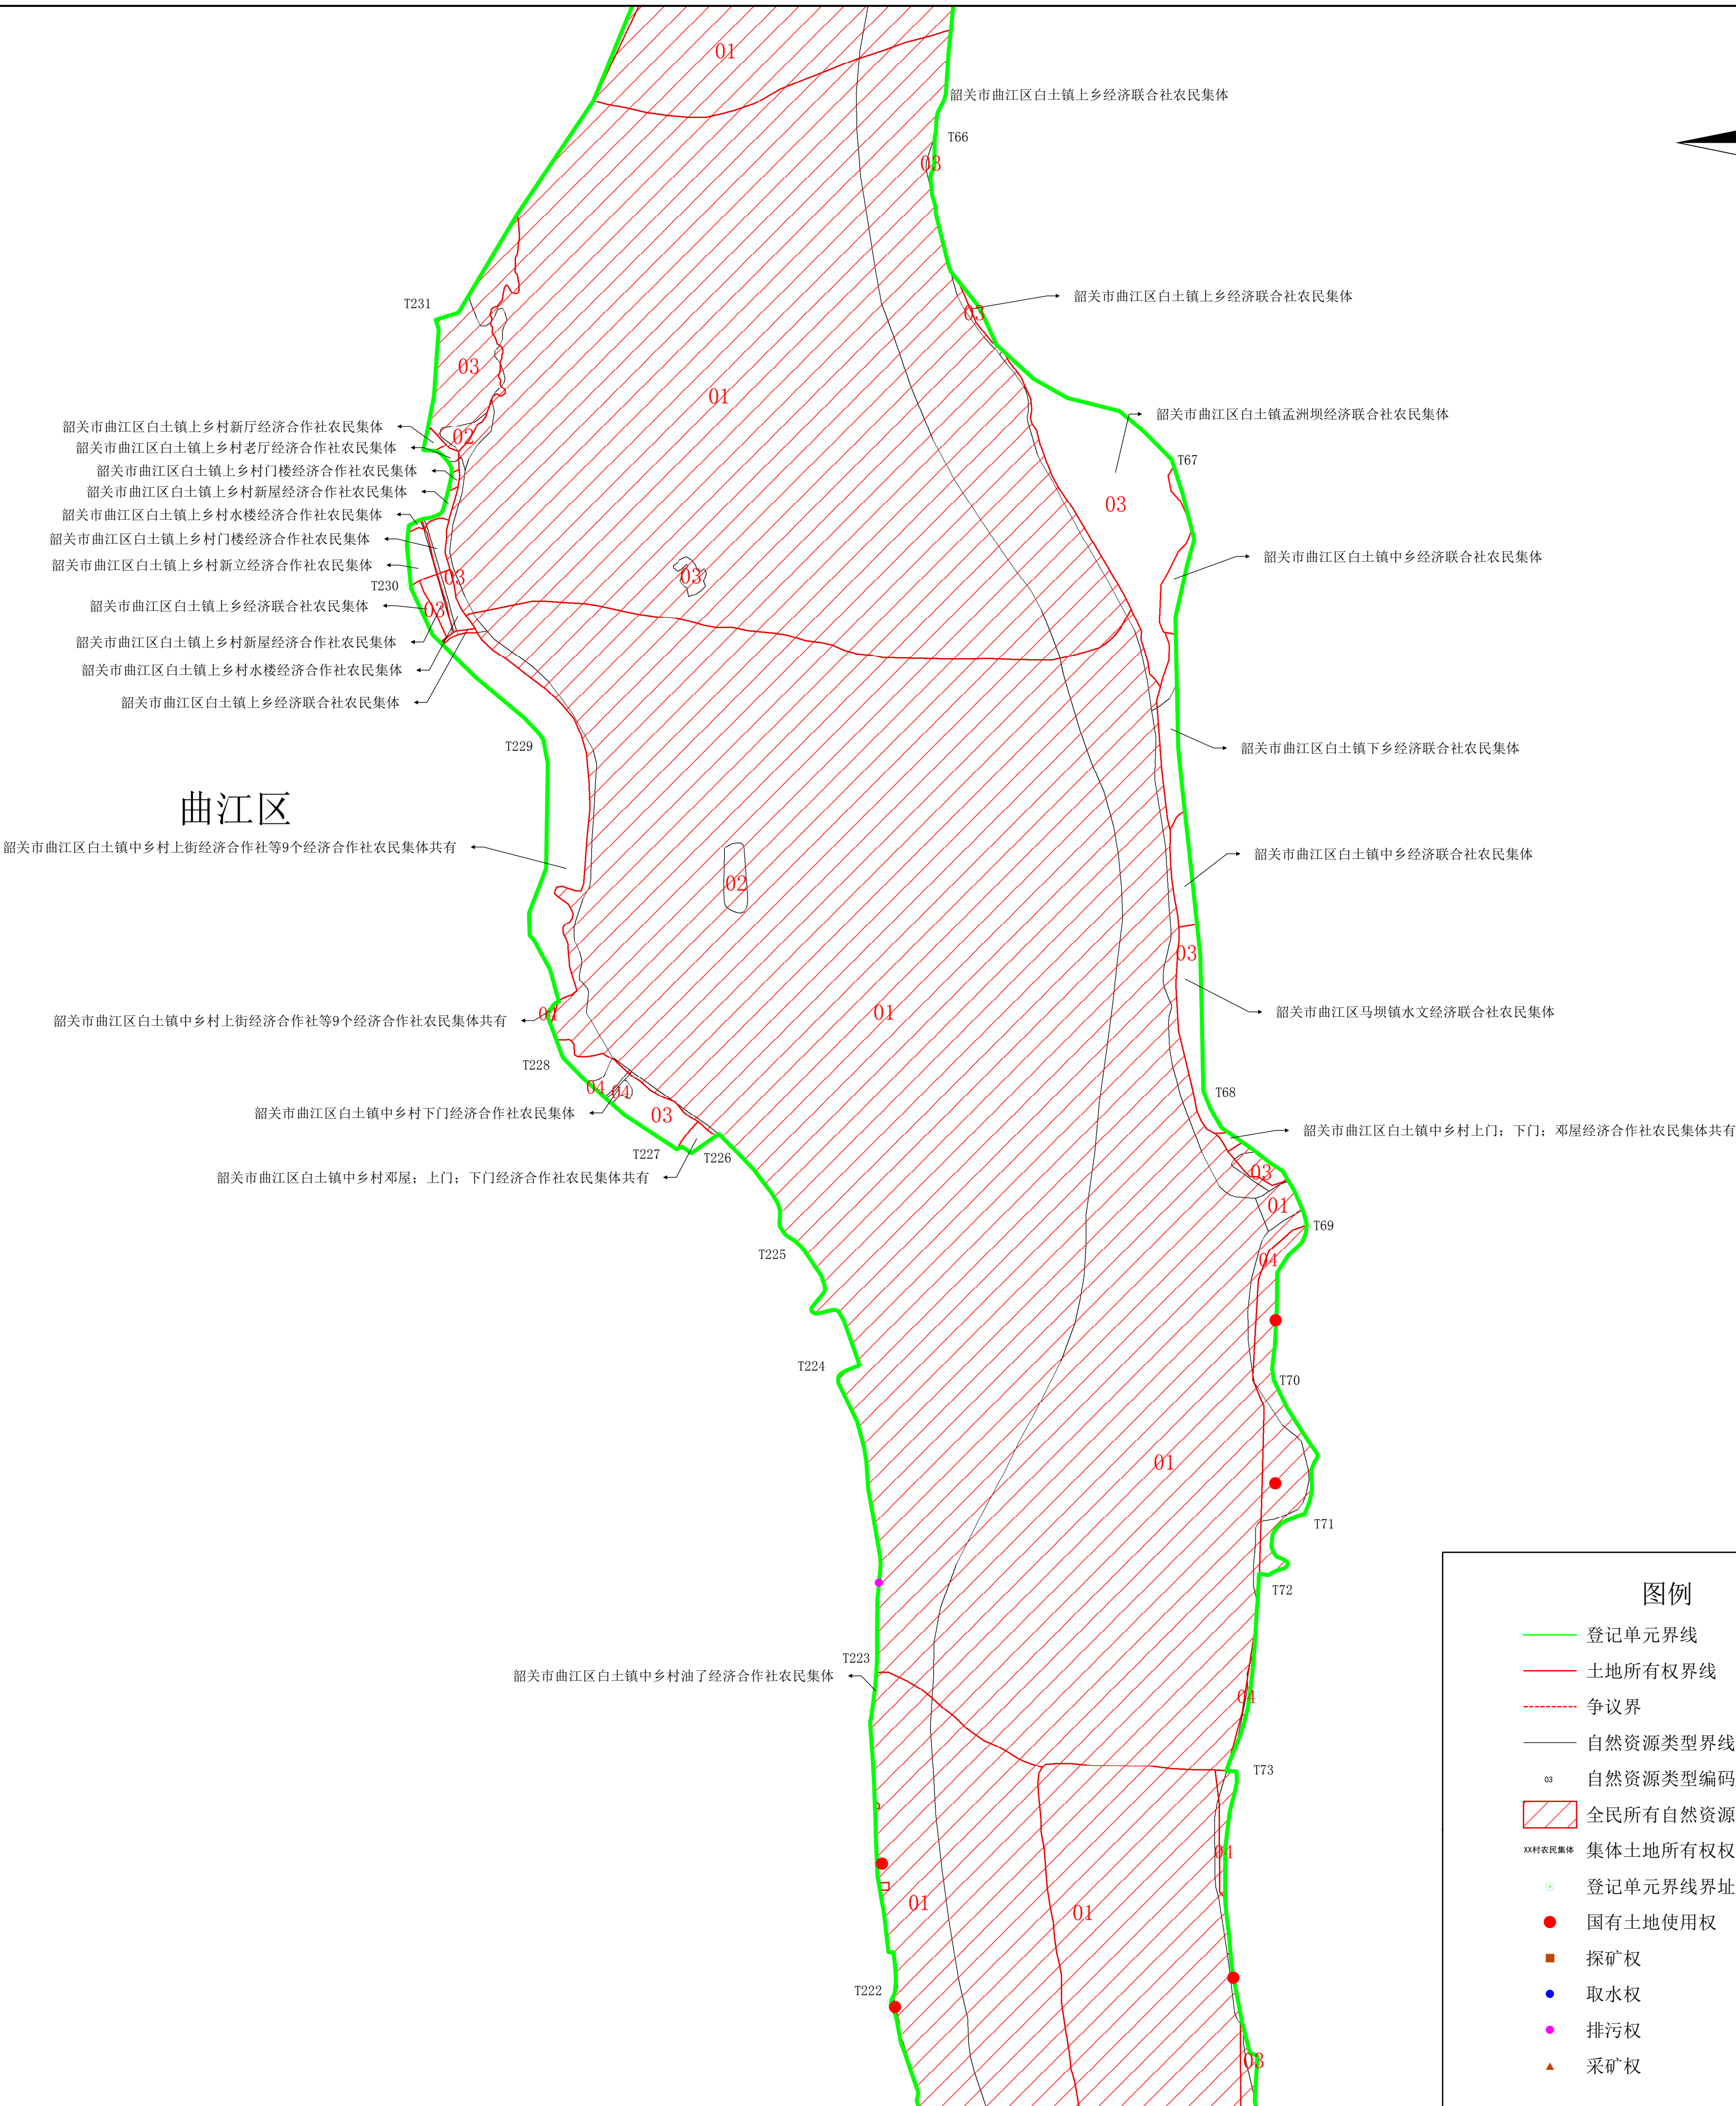 01
韶关市曲江区白土镇上乡经济联合社农民集体
T66
03
韶关市曲江区白土镇上乡经济联合社农民集体
T231
03
03
01
韶关市曲江区白土镇孟洲坝经济联合社农民集体
韶关市曲江区白土镇上乡村新厅经济合作社农民集体
02
韶关市曲江区白土镇上乡村老厅经济合作社农民集体
T67
韶关市曲江区白土镇上乡村门楼经济合作社农民集体
韶关市曲江区白土镇上乡村新屋经济合作社农民集体
03
韶关市曲江区白土镇上乡村水楼经济合作社农民集体
韶关市曲江区白土镇上乡村门楼经济合作社农民集体
韶关市曲江区白土镇中乡经济联合社农民集体
韶关市曲江区白土镇上乡村新立经济合作社农民集体
03
03
T230
韶关市曲江区白土镇上乡经济联合社农民集体
03
韶关市曲江区白土镇上乡村新屋经济合作社农民集体
韶关市曲江区白土镇上乡村水楼经济合作社农民集体
韶关市曲江区白土镇上乡经济联合社农民集体
T229
韶关市曲江区白土镇下乡经济联合社农民集体
曲江区
韶关市曲江区白土镇中乡村上街经济合作社等9个经济合作社农民集体共有
韶关市曲江区白土镇中乡经济联合社农民集体
02
03
01
韶关市曲江区马坝镇水文经济联合社农民集体
04
韶关市曲江区白土镇中乡村上街经济合作社等9个经济合作社农民集体共有
T228
04
04
T68
韶关市曲江区白土镇中乡村下门经济合作社农民集体
03
韶关市曲江区白土镇中乡村上门；下门；邓屋经济合作社农民集体共有
T227
T226
03
韶关市曲江区白土镇中乡村邓屋；上门；下门经济合作社农民集体共有
01
T69
T225
04
T224
T70
01
T71
T72
图例
登记单元界线
T223
韶关市曲江区白土镇中乡村油了经济合作社农民集体
土地所有权界线
04
争议界
自然资源类型界线
T73
03 自然资源类型编码
全民所有自然资源
04
XX村农民集体 集体土地所有权权
登记单元界线界址
01
01
国有土地使用权
探矿权
T222
取水权
排污权
03
采矿权